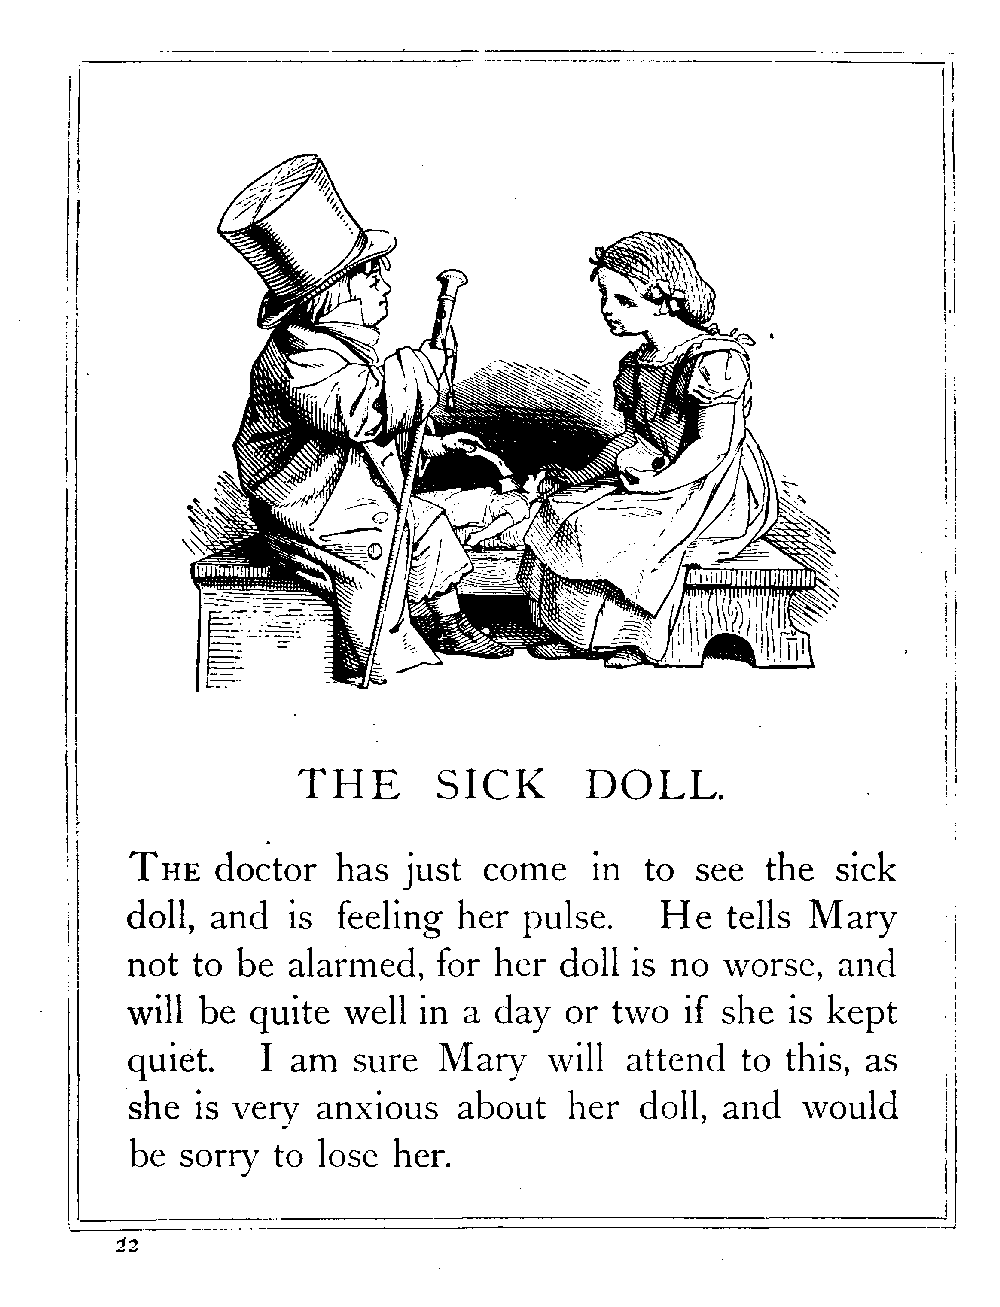 THE SICK DOLL.
THE doctor has just come in to see the sick
doll, and is feeling her pulse. He tells Mary
not to be alarmed, for her doll is no worse, and
will be quite well in a day or two if she is kept
quiet. I am sure Mary will attend to this, as
she is very anxious about her doll, and would
be sorry to lose her.
22